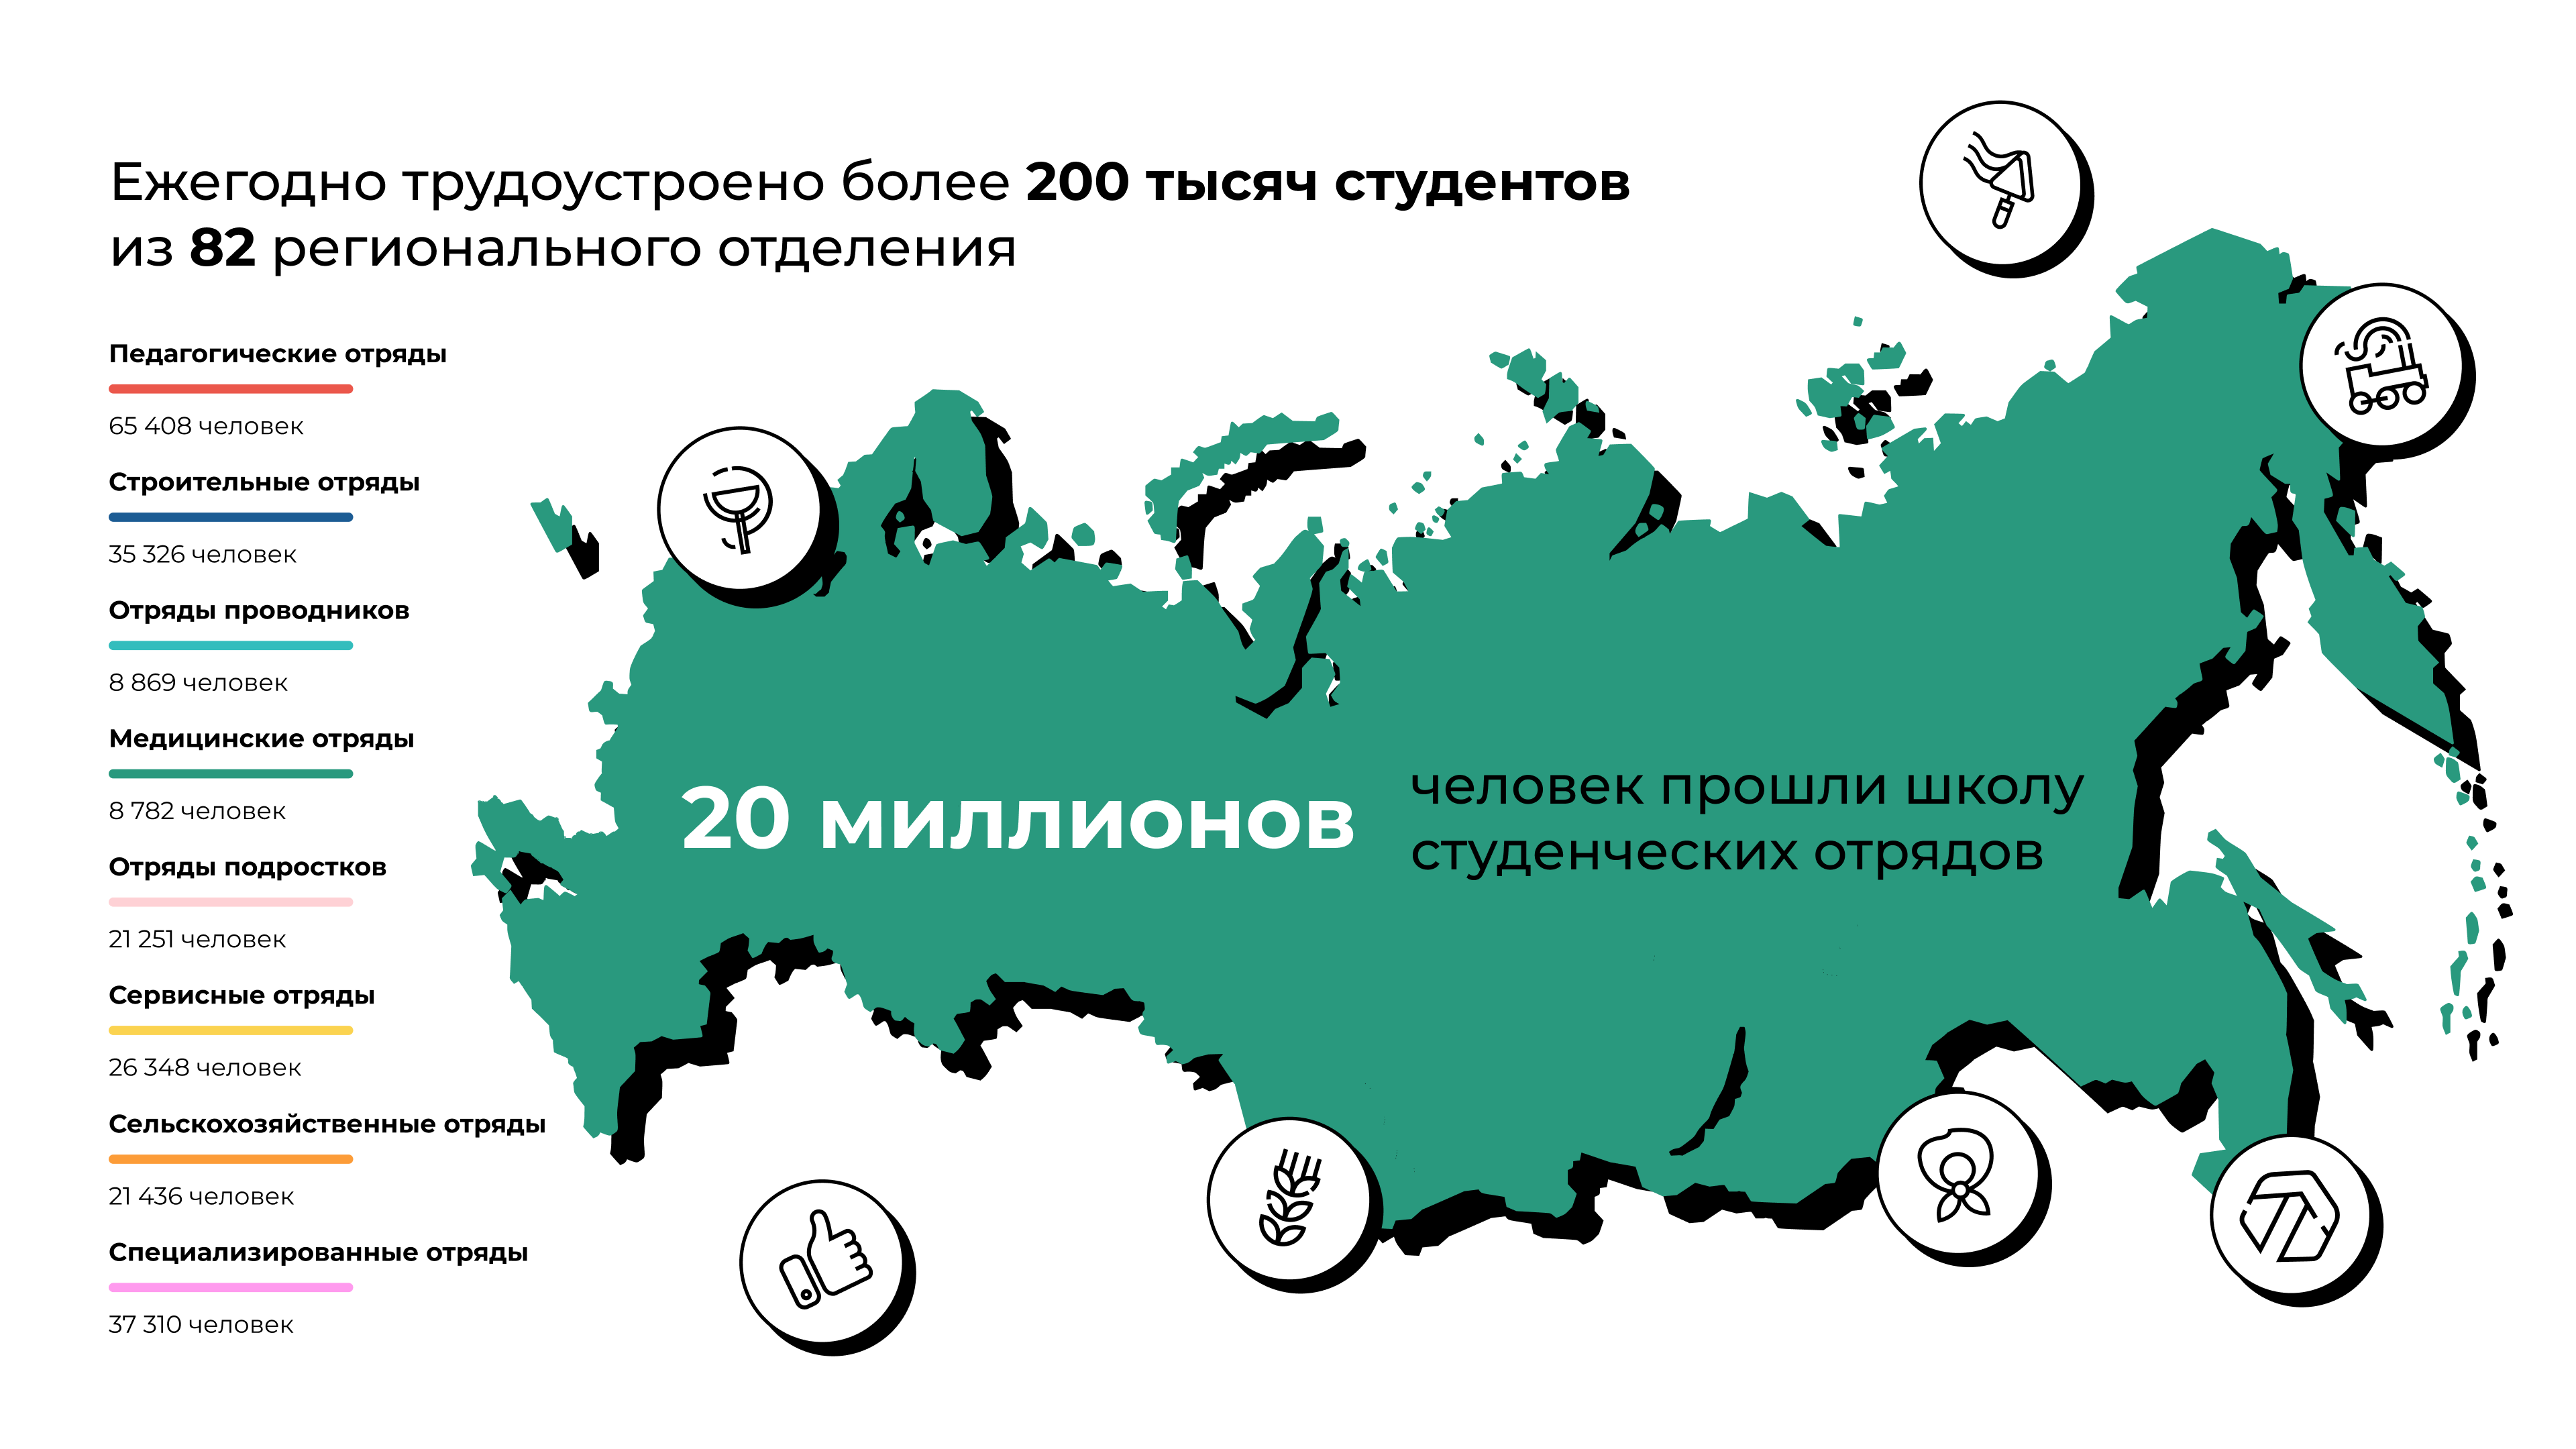 Ежегодно трудоустроено более 200 тысяч студентов
из 82 регионального отделения
Педагогические отряды
65 408 человек
Строительные отряды
35 326 человек
Отряды проводников
8 869 человек
Медицинские отряды
8 782 человек
Отряды подростков
21 251 человек
Сервисные отряды
26 348 человек
Сельскохозяйственные отряды
21 436 человек
Специализированные отряды
37 310 человек
20 миллионов
человек прошли школу
студенческих отрядов